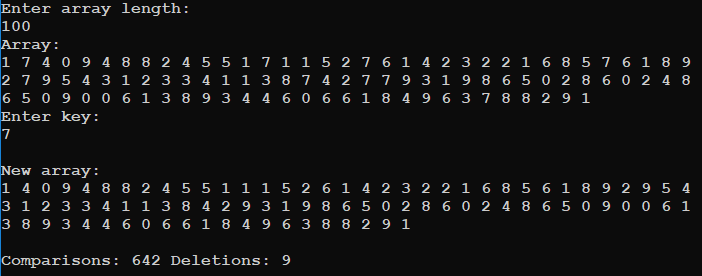 Enter array length:
100
Array:
1 7 4 0 9 4 8 8 2 4 5 5 1 7 1 1 5 2 7 6 1 4 2 3 2 2 1 6 8 5 7 6 1 8 9
2 7 9 5 4 3 1 2 3 3 4 1 1 3 8 7 4 2 7 7 9 3 1 9 8 6 5 0 2 8 6 0 2 4 8
6 5 0 9 0 0 6 1 3 8 9 3 4 4 6 0 6 6 1 8 4 9 6 3 7 8 8 2 9 1
Enter key:
7
New array:
1 4 0 9 4 8 8 2 4 5 5 1 1 1 5 2 6 1 4 2 3 2 2 1 6 8 5 6 1 8 9 2 9 5 4
3 1 2 3 3 4 1 1 3 8 4 2 9 3 1 9 8 6 5 0 2 8 6 0 2 4 8 6 5 0 9 0 0 6 1
3 8 9 3 4 4 6 0 6 6 1 8 4 9 6 3 8 8 2 9 1
Comparisons: 642 Deletions: 9